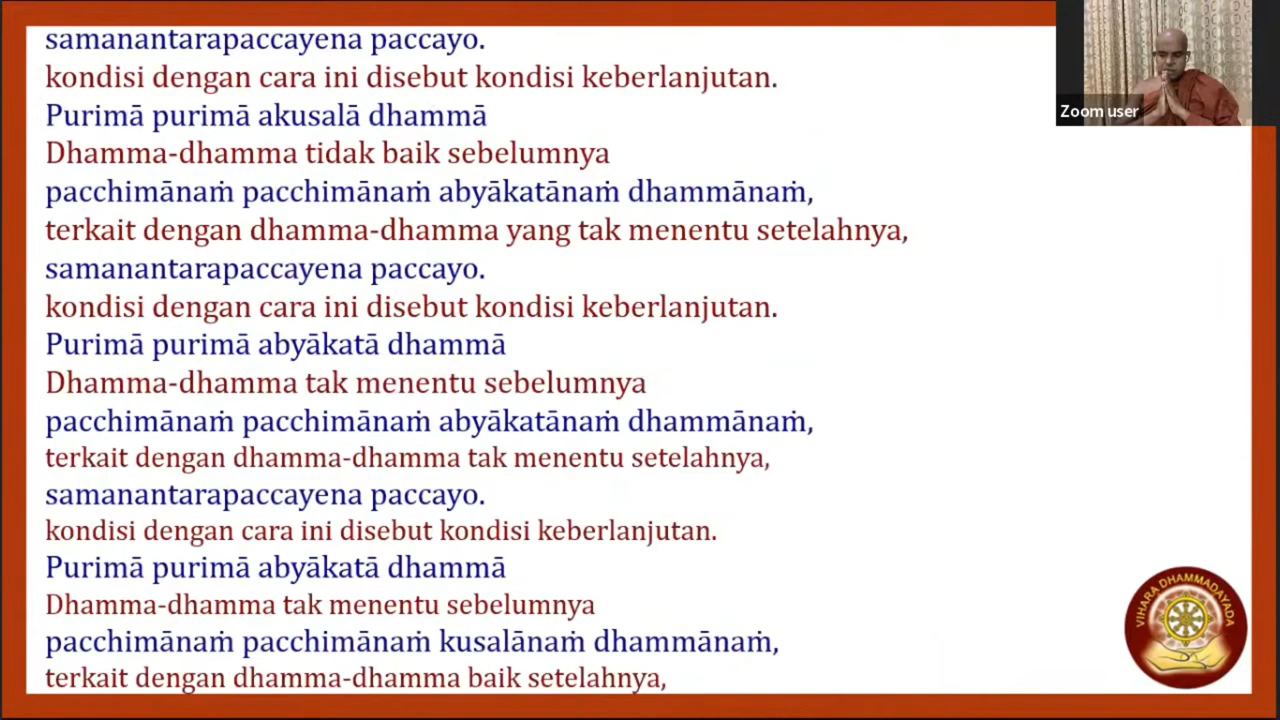 samanantarapaccayena paccayo.
kondisi dengan cara ini disebut kondisi keberlanjutan.
Purimā purimā akusalā dhammā
Dhamma-dhamma tidak baik sebelumnya
pacchimānaṁ pacchimānaṁ abyākatānaṁ dhammānaṁ,
terkait dengan dhamma-dhamma yang tak menentu setelahnya,
samanantarapaccayena paccayo.
kondisi dengan cara ini disebut kondisi keberlanjutan.
Purimā purimā abyākatā dhammā
Dhamma-dhamma tak menentu sebelumnya
pacchimānaṁ pacchimānaṁ abyākatānaṁ dhammānaṁ,
terkait dengan dhamma-dhamma tak menentu setelahnya,
samanantarapaccayena paccayo.
kondisi dengan cara ini disebut kondisi keberlanjutan.
Purimā purimā abyākatā dhammā
Dhamma-dhamma tak menentu sebelumnya
pacchimānaṁ pacchimānaṁ kusalānaṁ dhammānaṁ,
terkait dengan dhamma-dhamma baik setelahnya,
Zoom user
VIHARA DHAMMADAYADA